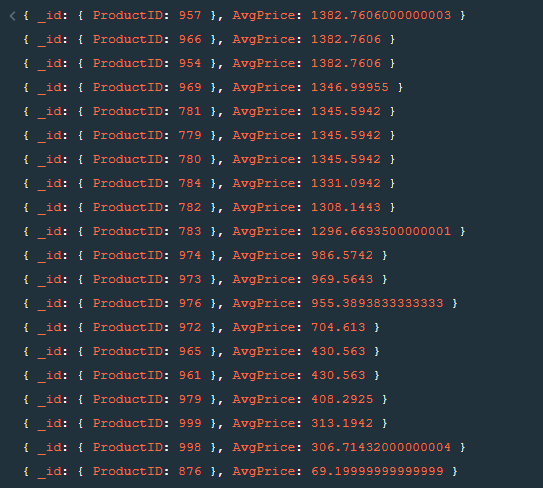 < { _id: { ProductID: 957 }, AvgPrice: 1382.7606000000003 }
{ _id: { ProductID: 966 }, AvgPrice: 1382.7606 }
{ _id: { ProductID: 954 }, AvgPrice: 1382.7606 }
{ _id: { ProductID: 969 }, AvgPrice: 1346.99955 }
{ _id: { ProductID: 781 }, AvgPrice: 1345.5942 }
{ _id: { ProductID: 779 }, AvgPrice: 1345.5942 }
{ _id: { ProductID: 780 }, AvgPrice: 1345.5942 }
{ _id: { ProductID: 784 }, AvgPrice: 1331.0942 }
{ _id: { ProductID: 782 }, AvgPrice: 1308.1443 }
{ _id: { ProductID: 783 }, AvgPrice: 1296.6693500000001 }
{ _id: { ProductID: 974 }, AvgPrice: 986.5742 }
{ _id: { ProductID: 973 }, AvgPrice: 969.5643 }
{ _id: { ProductID: 976 }, AvgPrice: 955.3893833333333 }
{ _id: { ProductID: 972 }, AvgPrice: 704.613 }
{ _id: { ProductID: 965 }, AvgPrice: 430.563 }
{ _id: { ProductID: 961 }, AvgPrice: 430.563 }
{ _id: { ProductID: 979 }, AvgPrice: 408.2925 }
{ _id: { ProductID: 999 }, AvgPrice: 313.1942 }
{ _id: { ProductID: 998 }, AvgPrice: 306.71432000000004 }
{ _id: { ProductID: 876 }, AvgPrice: 69.19999999999999 }